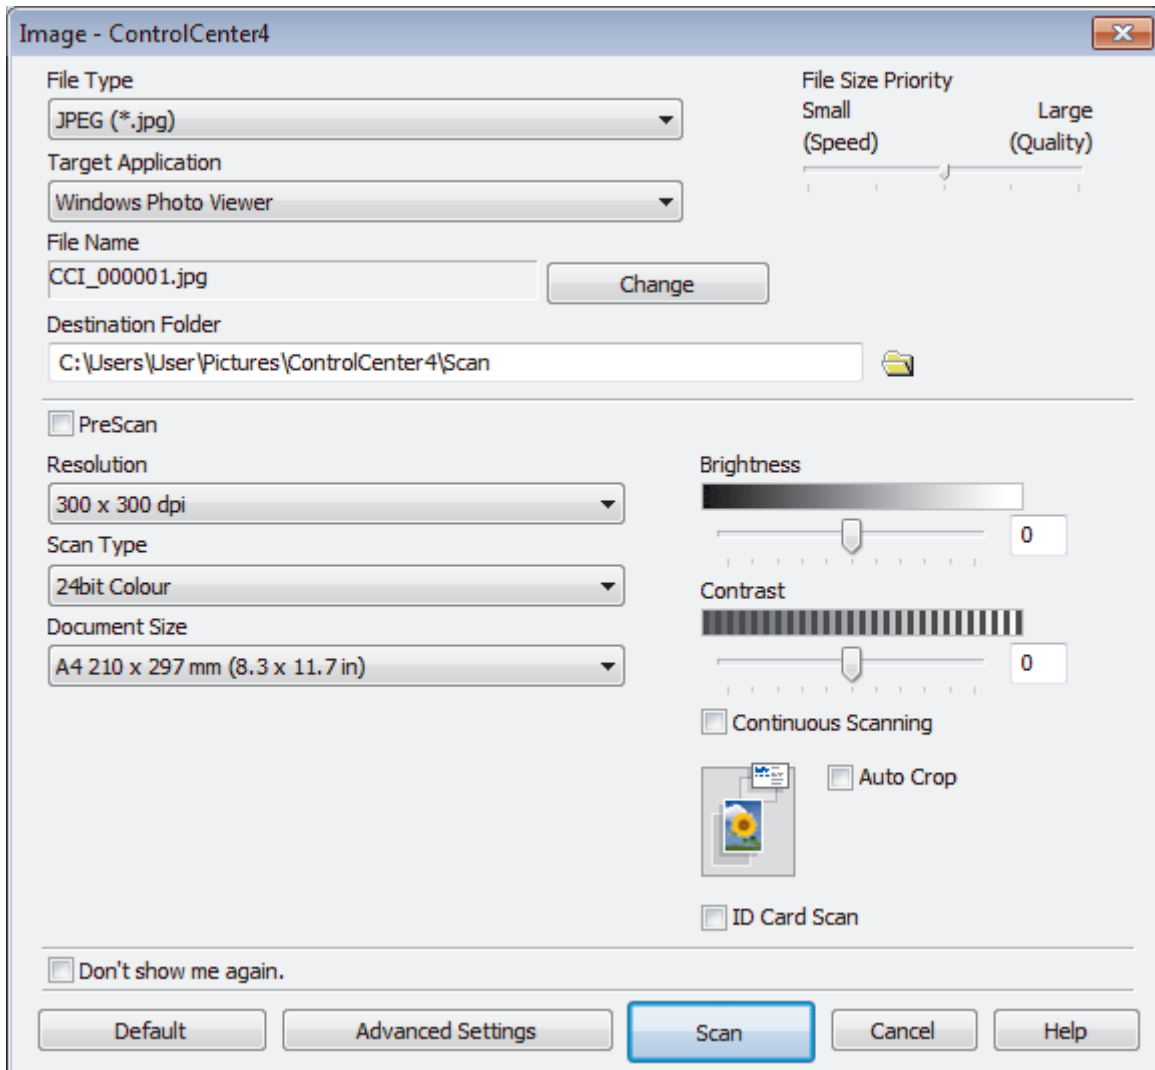 Image - ControlCenter4
File Type
JPEG (*.jpg)
File Size Priority
Small Large
(Speed) (Quality)
Target Application
Windows Photo Viewer
File Name
CCI_000001.jpg
Change
Destination Folder
C:\Users\User\Pictures\ControlCenter4\Scan
PreScan
Resolution
300 x 300 dpi
Scan Type
24bit Colour
Document Size
A4 210 x 297 mm (8.3 x 11.7 in)
Brightness
0
Contrast
0
Continuous Scanning
Auto Crop
ID Card Scan
Don't show me again.
Default Advanced Settings Scan Cancel Help